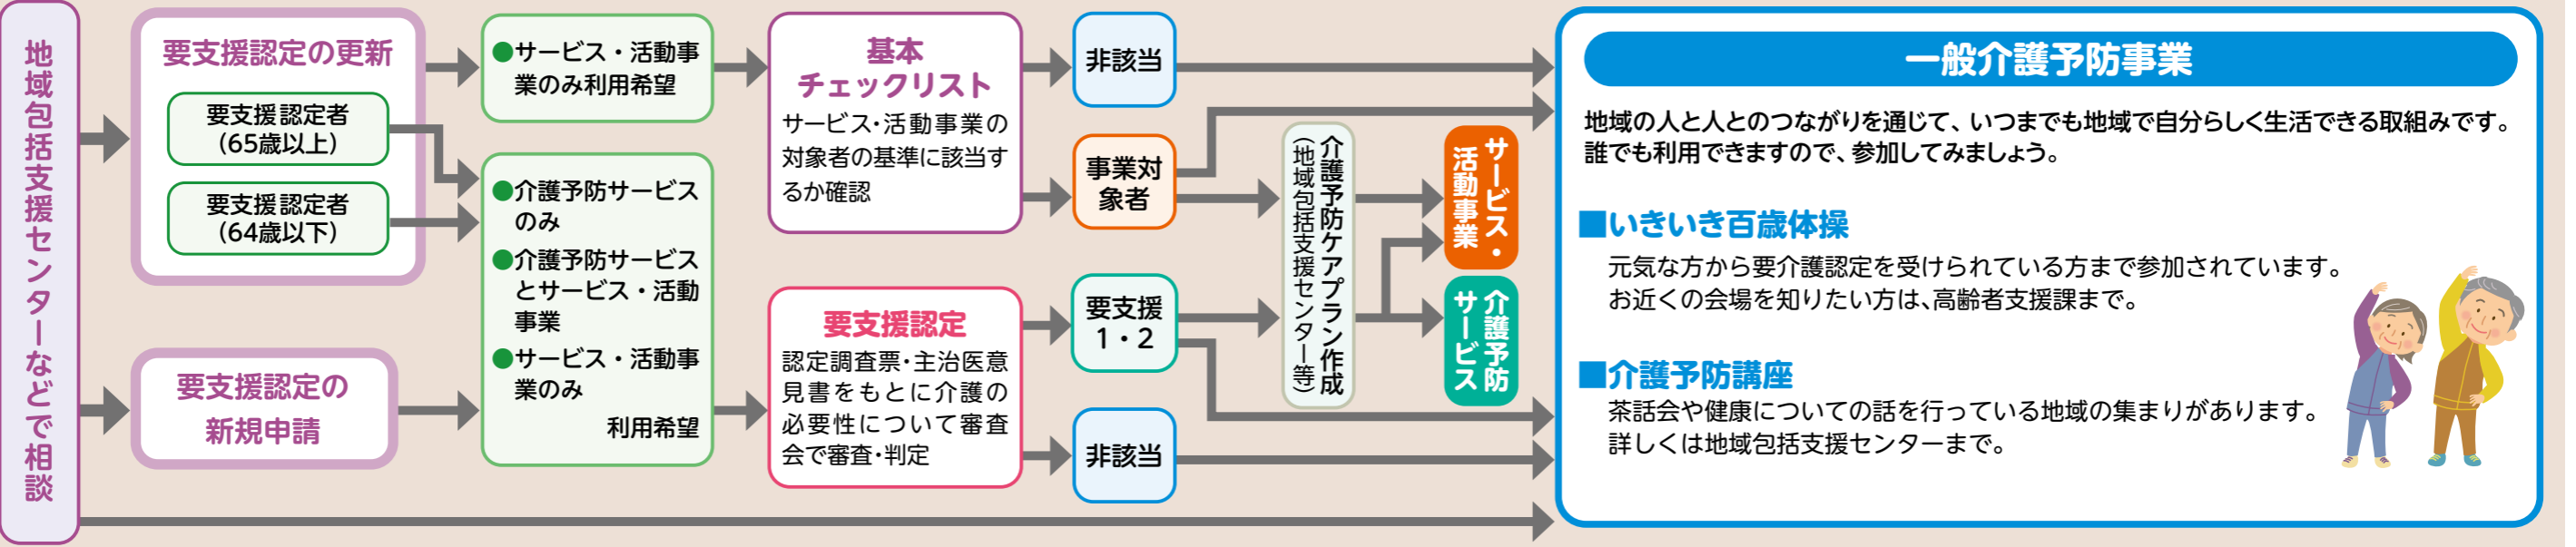 地域包括支援センターなどで相談
要支援認定の更新
要支援認定者
（65歳以上）
要支援認定者
（64歳以下）
要支援認定の
新規申請
●サービス・活動事
業のみ利用希望
●介護予防サービス
のみ
●介護予防サービス
とサービス・活動
事業
●サービス・活動事
業のみ
利用希望
基本
チェックリスト
サービス・活動事業の
対象者の基準に該当す
るか確認
要支援認定
認定調査票・主治医意
見書をもとに介護の
必要性について審査
会で審査・判定
非該当
事業対
象者
要支援
1・2
非該当
介護予防ケアプラン作成
（地域包括支援センター等）
サービス・
活動事業
介護予防
サービス
一般介護予防事業
地域の人と人とのつながりを通じて、いつまでも地域で自分らしく生活できる取組みです。
誰でも利用できますので、参加してみましょう。
■いきいき百歳体操
元気な方から要介護認定を受けられている方まで参加されています。
お近くの会場を知りたい方は、高齢者支援課まで。
■介護予防講座
茶話会や健康についての話を行っている地域の集まりがあります。
詳しくは地域包括支援センターまで。